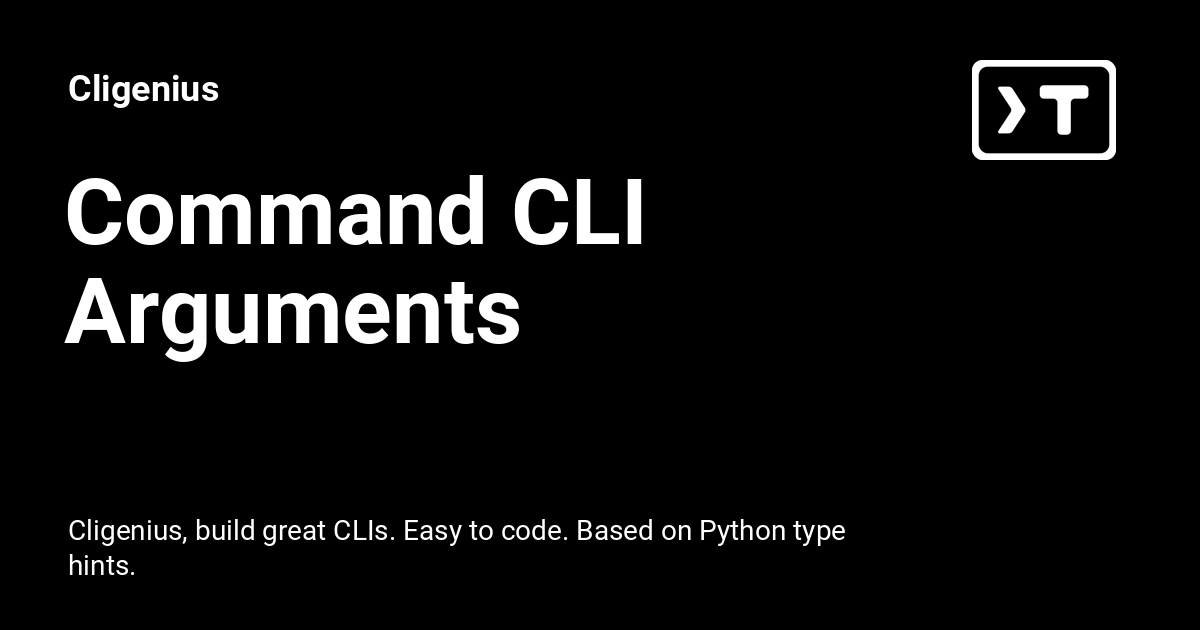 Cligenius
❯T
Command CLI
Arguments
Cligenius, build great CLIs. Easy to code. Based on Python type
hints.